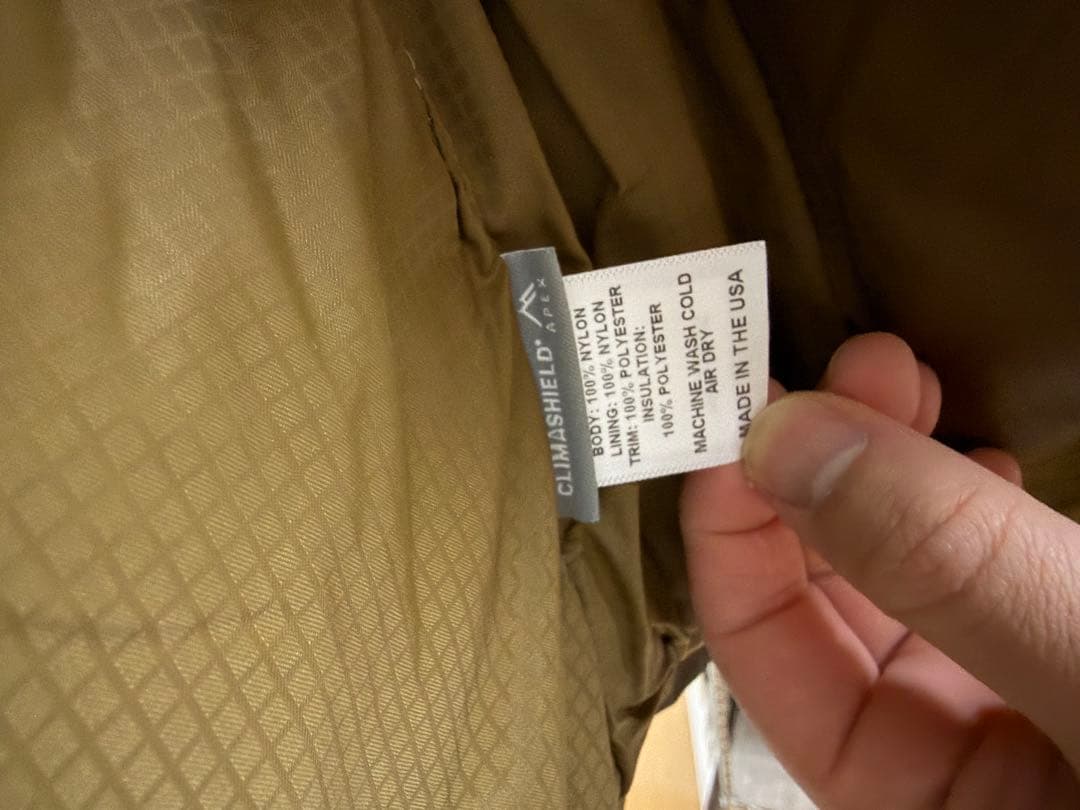 CLIMASHIELD® APEX
BODY: 100% NYLON
LINING: 100% NYLON
TRIM: 100% POLYESTER
INSULATION:
100% POLYESTER
MACHINE WASH COLD
AIR DRY
MADE IN THE USA